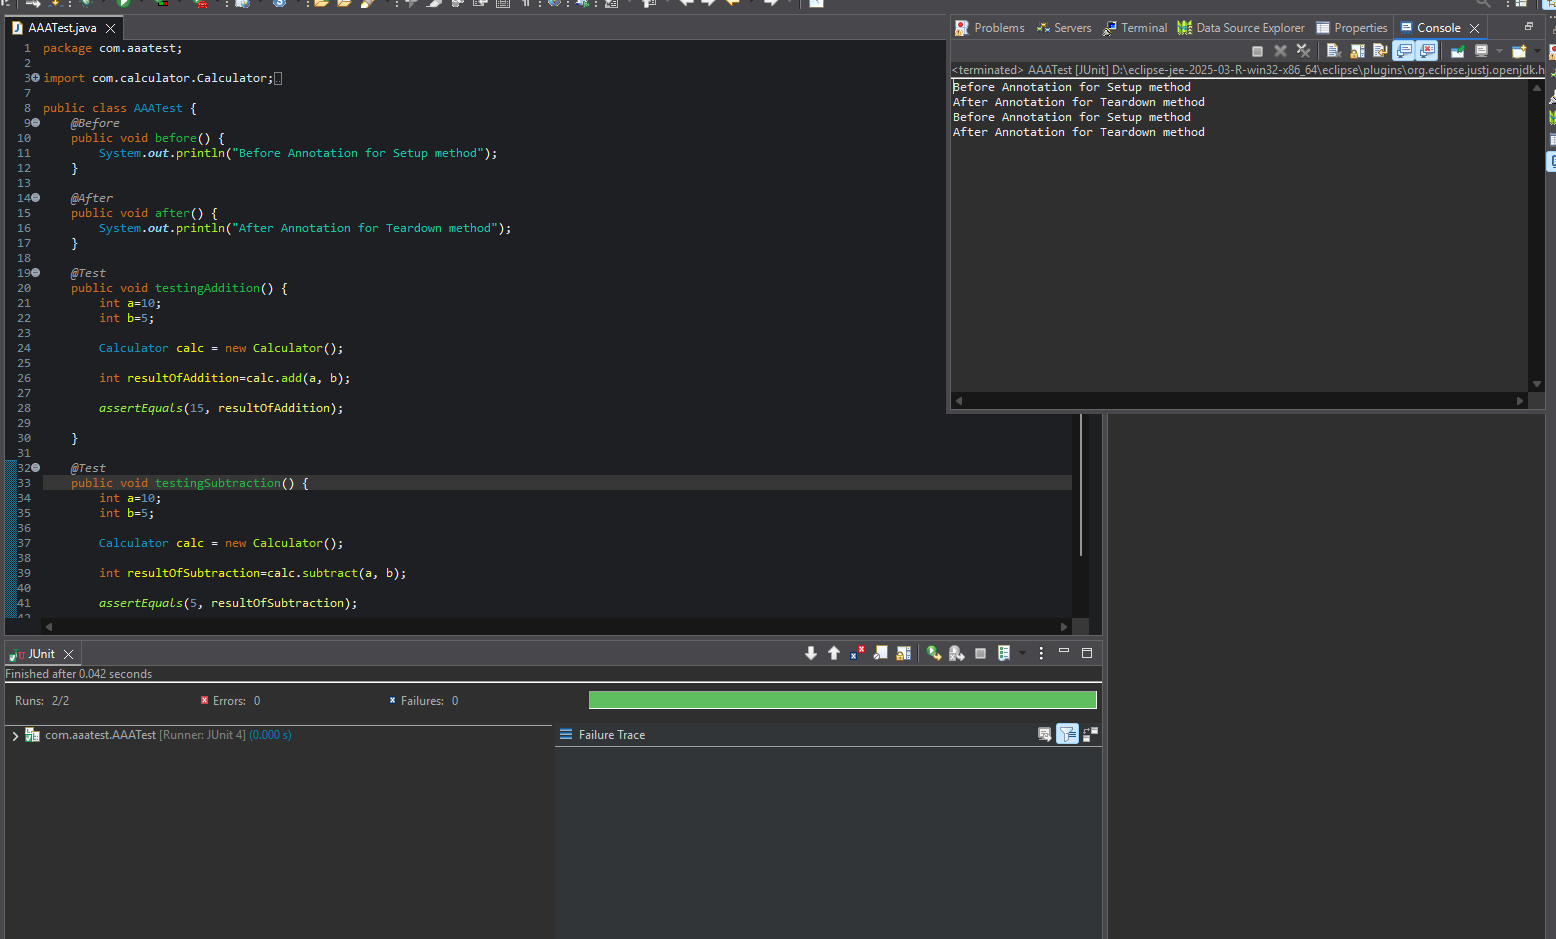 AAATest.java
1 package com.aaatest;
2
3 import com.calculator.Calculator;
7
8 public class AAATest {
9 @Before
10 public void before() {
11 System.out.println("Before Annotation for Setup method");
12 }
13
14 @After
15 public void after() {
16 System.out.println("After Annotation for Teardown method");
17 }
18
19 @Test
20 public void testingAddition() {
21 int a=10;
22 int b=5;
23
24 Calculator calc = new Calculator();
25
26 int resultOfAddition=calc.add(a, b);
27
28 assertEquals(15, resultOfAddition);
29
30 }
31
32 @Test
33 public void testingSubtraction() {
34 int a=10;
35 int b=5;
36
37 Calculator calc = new Calculator();
38
39 int resultOfSubtraction=calc.subtract(a, b);
40
41 assertEquals(5, resultOfSubtraction);
42
Problems Servers Terminal Data Source Explorer Properties Console
<terminated> AAATest [JUnit] D:\eclipse-jee-2025-03-R-win32-x86_64\eclipse\plugins\org.eclipse.justj.openjdk.h
Before Annotation for Setup method
After Annotation for Teardown method
Before Annotation for Setup method
After Annotation for Teardown method
JUnit
Finished after 0.042 seconds
Runs: 2/2 Errors: 0 Failures: 0
com.aaatest.AAATest [Runner: JUnit 4] (0.000 s)
Failure Trace